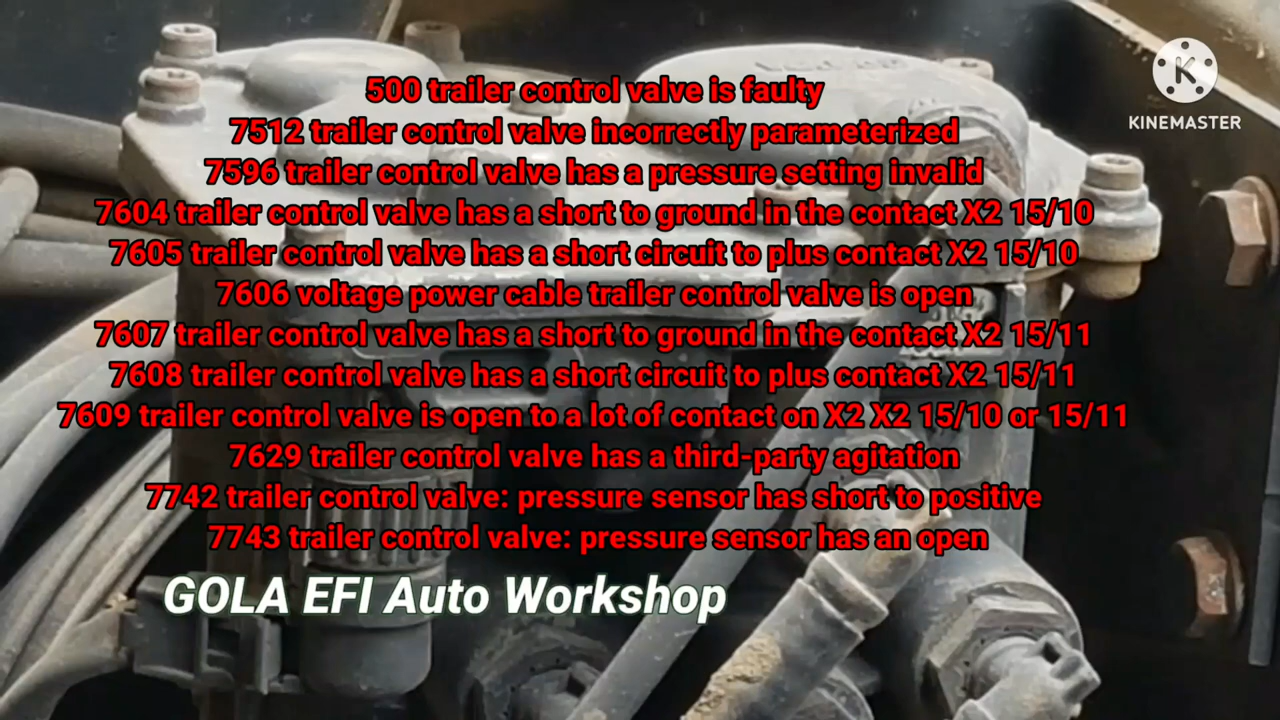 500 trailer control valve is faulty
7512 trailer control valve incorrectly parameterized
7596 trailer control valve has a pressure setting invalid
7604 trailer control valve has a short to ground in the contact X2 15/10
7605 trailer control valve has a short circuit to plus contact X2 15/10
7606 voltage power cable trailer control valve is open
7607 trailer control valve has a short to ground in the contact X2 15/11
7608 trailer control valve has a short circuit to plus contact X2 15/11
7609 trailer control valve is open to a lot of contact on X2 X2 15/10 or 15/11
7629 trailer control valve has a third-party agitation
7742 trailer control valve: pressure sensor has short to positive
7743 trailer control valve: pressure sensor has an open
GOLA EFI Auto Workshop
K
KINEMASTER